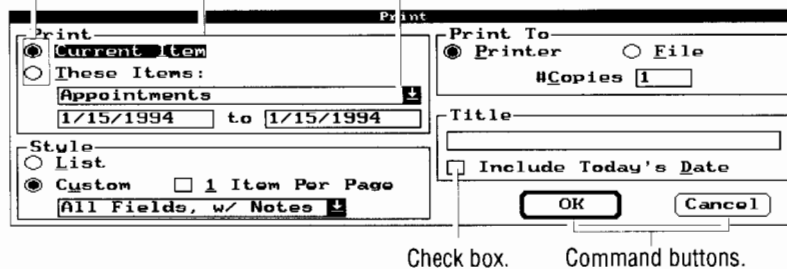 Print
Print
Current Item
These Items:
Appointments
1/15/1994 to 1/15/1994
Style
List
Custom 1 Item Per Page
All Fields, w/ Notes
Print To
Printer File
#Copies 1
Title
Include Today's Date
OK Cancel
Check box. Command buttons.